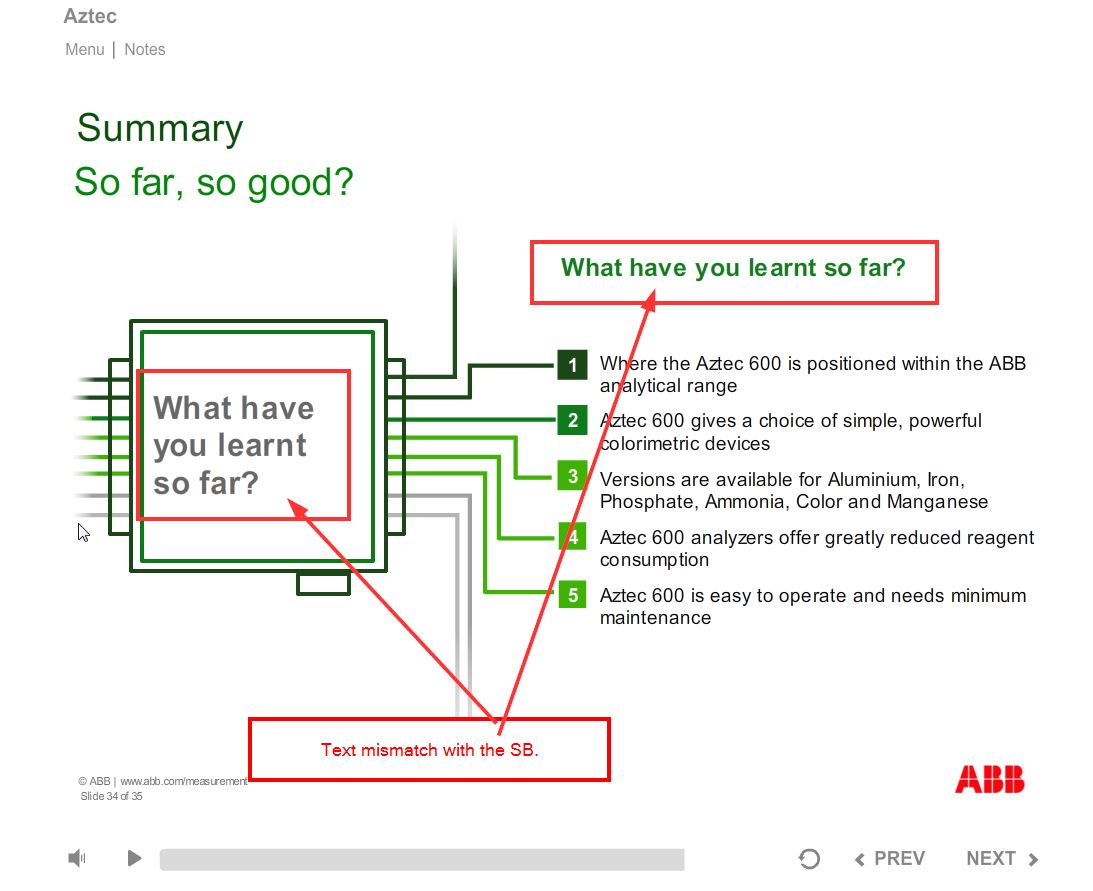 Aztec
Menu | Notes
Summary
So far, so good?
What have you learnt so far?
What have
you learnt
so far?
1 Where the Aztec 600 is positioned within the ABB
analytical range
2 Aztec 600 gives a choice of simple, powerful
colorimetric devices
3 Versions are available for Aluminium, Iron,
Phosphate, Ammonia, Color and Manganese
4 Aztec 600 analyzers offer greatly reduced reagent
consumption
5 Aztec 600 is easy to operate and needs minimum
maintenance
Text mismatch with the SB.
© ABB | www.abb.com/measurement
Slide 34 of 35
ABB
PREV
NEXT